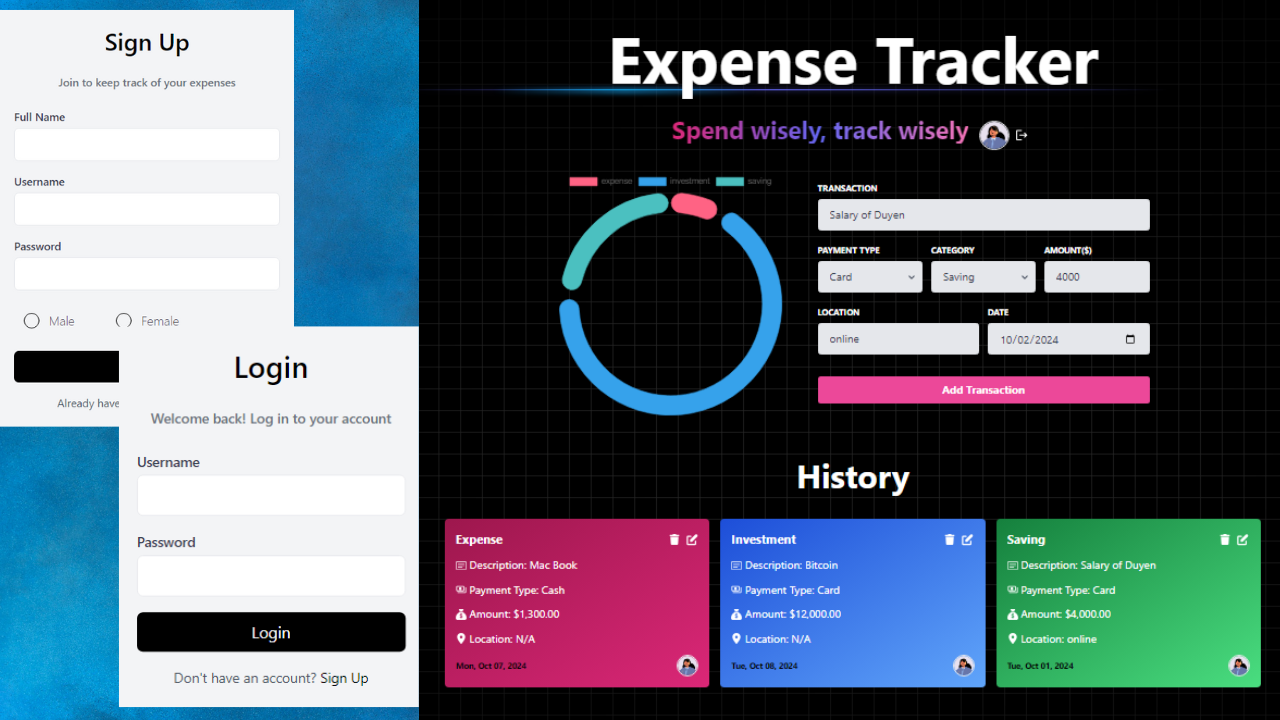 Sign Up
Join to keep track of your expenses
Full Name
Username
Password
Male Female
Already have
Login
Welcome back! Log in to your account
Username
Password
Login
Don't have an account? Sign Up
Expense Tracker
Spend wisely, track wisely
expense investment saving
TRANSACTION
Salary of Duyen
PAYMENT TYPE CATEGORY AMOUNT($)
Card Saving 4000
LOCATION DATE
online 10/02/2024
Add Transaction
History
Expense
Description: Mac Book
Payment Type: Cash
Amount: $1,300.00
Location: N/A
Mon, Oct 07, 2024
Investment
Description: Bitcoin
Payment Type: Card
Amount: $12,000.00
Location: N/A
Tue, Oct 08, 2024
Saving
Description: Salary of Duyen
Payment Type: Card
Amount: $4,000.00
Location: online
Tue, Oct 01, 2024